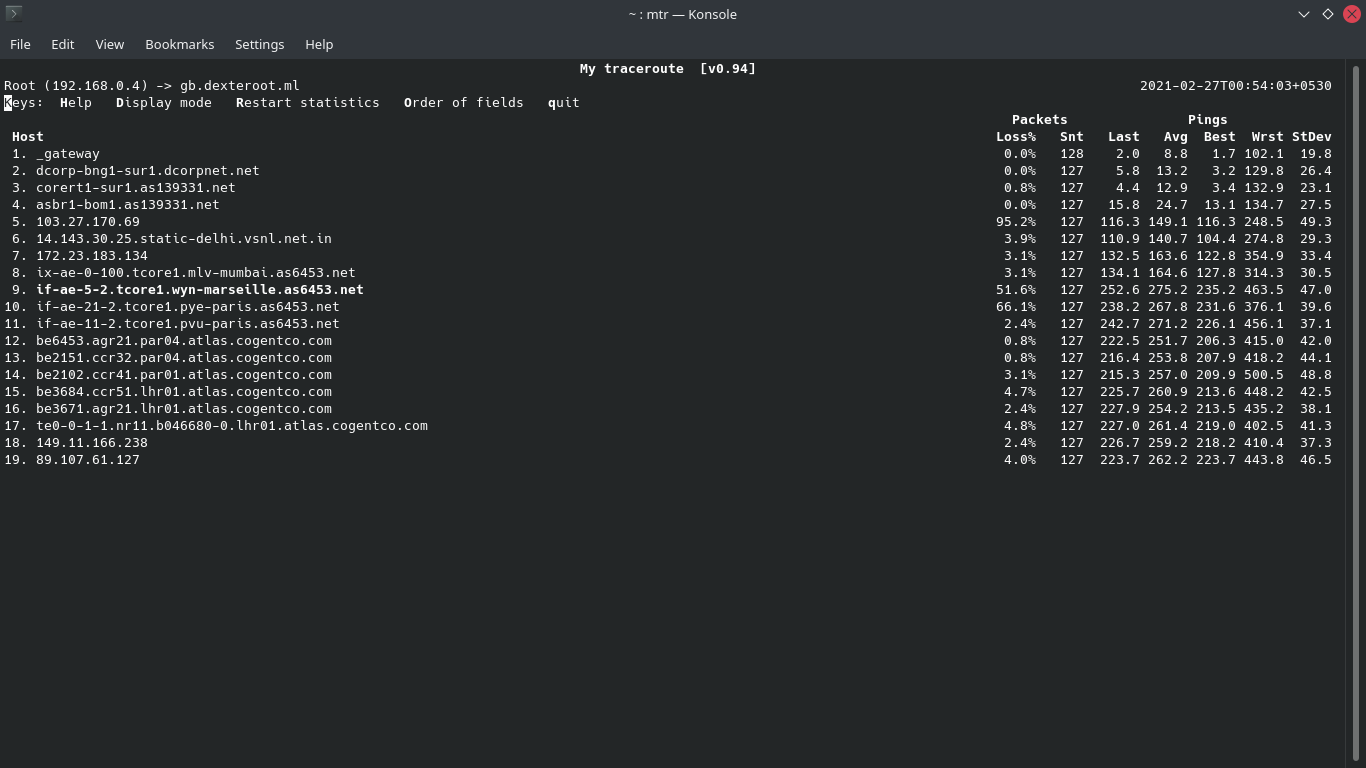 ~ : mtr — Konsole
File Edit View Bookmarks Settings Help
My traceroute [v0.94]
Root (192.168.0.4) -> gb.dexteroot.ml 2021-02-27T00:54:03+0530
Keys: Help Display mode Restart statistics Order of fields quit
Packets Pings
Host Loss% Snt Last Avg Best Wrst StDev
1. _gateway 0.0% 128 2.0 8.8 1.7 102.1 19.8
2. dcorp-bng1-sur1.dcorpnet.net 0.0% 127 5.8 13.2 3.2 129.8 26.4
3. corert1-sur1.as139331.net 0.8% 127 4.4 12.9 3.4 132.9 23.1
4. asbr1-bom1.as139331.net 0.0% 127 15.8 24.7 13.1 134.7 27.5
5. 103.27.170.69 95.2% 127 116.3 149.1 116.3 248.5 49.3
6. 14.143.30.25.static-delhi.vsnl.net.in 3.9% 127 110.9 140.7 104.4 274.8 29.3
7. 172.23.183.134 3.1% 127 132.5 163.6 122.8 354.9 33.4
8. ix-ae-0-100.tcore1.mlv-mumbai.as6453.net 3.1% 127 134.1 164.6 127.8 314.3 30.5
9. if-ae-5-2.tcore1.wyn-marseille.as6453.net 51.6% 127 252.6 275.2 235.2 463.5 47.0
10. if-ae-21-2.tcore1.pye-paris.as6453.net 66.1% 127 238.2 267.8 231.6 376.1 39.6
11. if-ae-11-2.tcore1.pvu-paris.as6453.net 2.4% 127 242.7 271.2 226.1 456.1 37.1
12. be6453.agr21.par04.atlas.cogentco.com 0.8% 127 222.5 251.7 206.3 415.0 42.0
13. be2151.ccr32.par04.atlas.cogentco.com 0.8% 127 216.4 253.8 207.9 418.2 44.1
14. be2102.ccr41.par01.atlas.cogentco.com 3.1% 127 215.3 257.0 209.9 500.5 48.8
15. be3684.ccr51.lhr01.atlas.cogentco.com 4.7% 127 225.7 260.9 213.6 448.2 42.5
16. be3671.agr21.lhr01.atlas.cogentco.com 2.4% 127 227.9 254.2 213.5 435.2 38.1
17. te0-0-1-1.nr11.b046680-0.lhr01.atlas.cogentco.com 4.8% 127 227.0 261.4 219.0 402.5 41.3
18. 149.11.166.238 2.4% 127 226.7 259.2 218.2 410.4 37.3
19. 89.107.61.127 4.0% 127 223.7 262.2 223.7 443.8 46.5